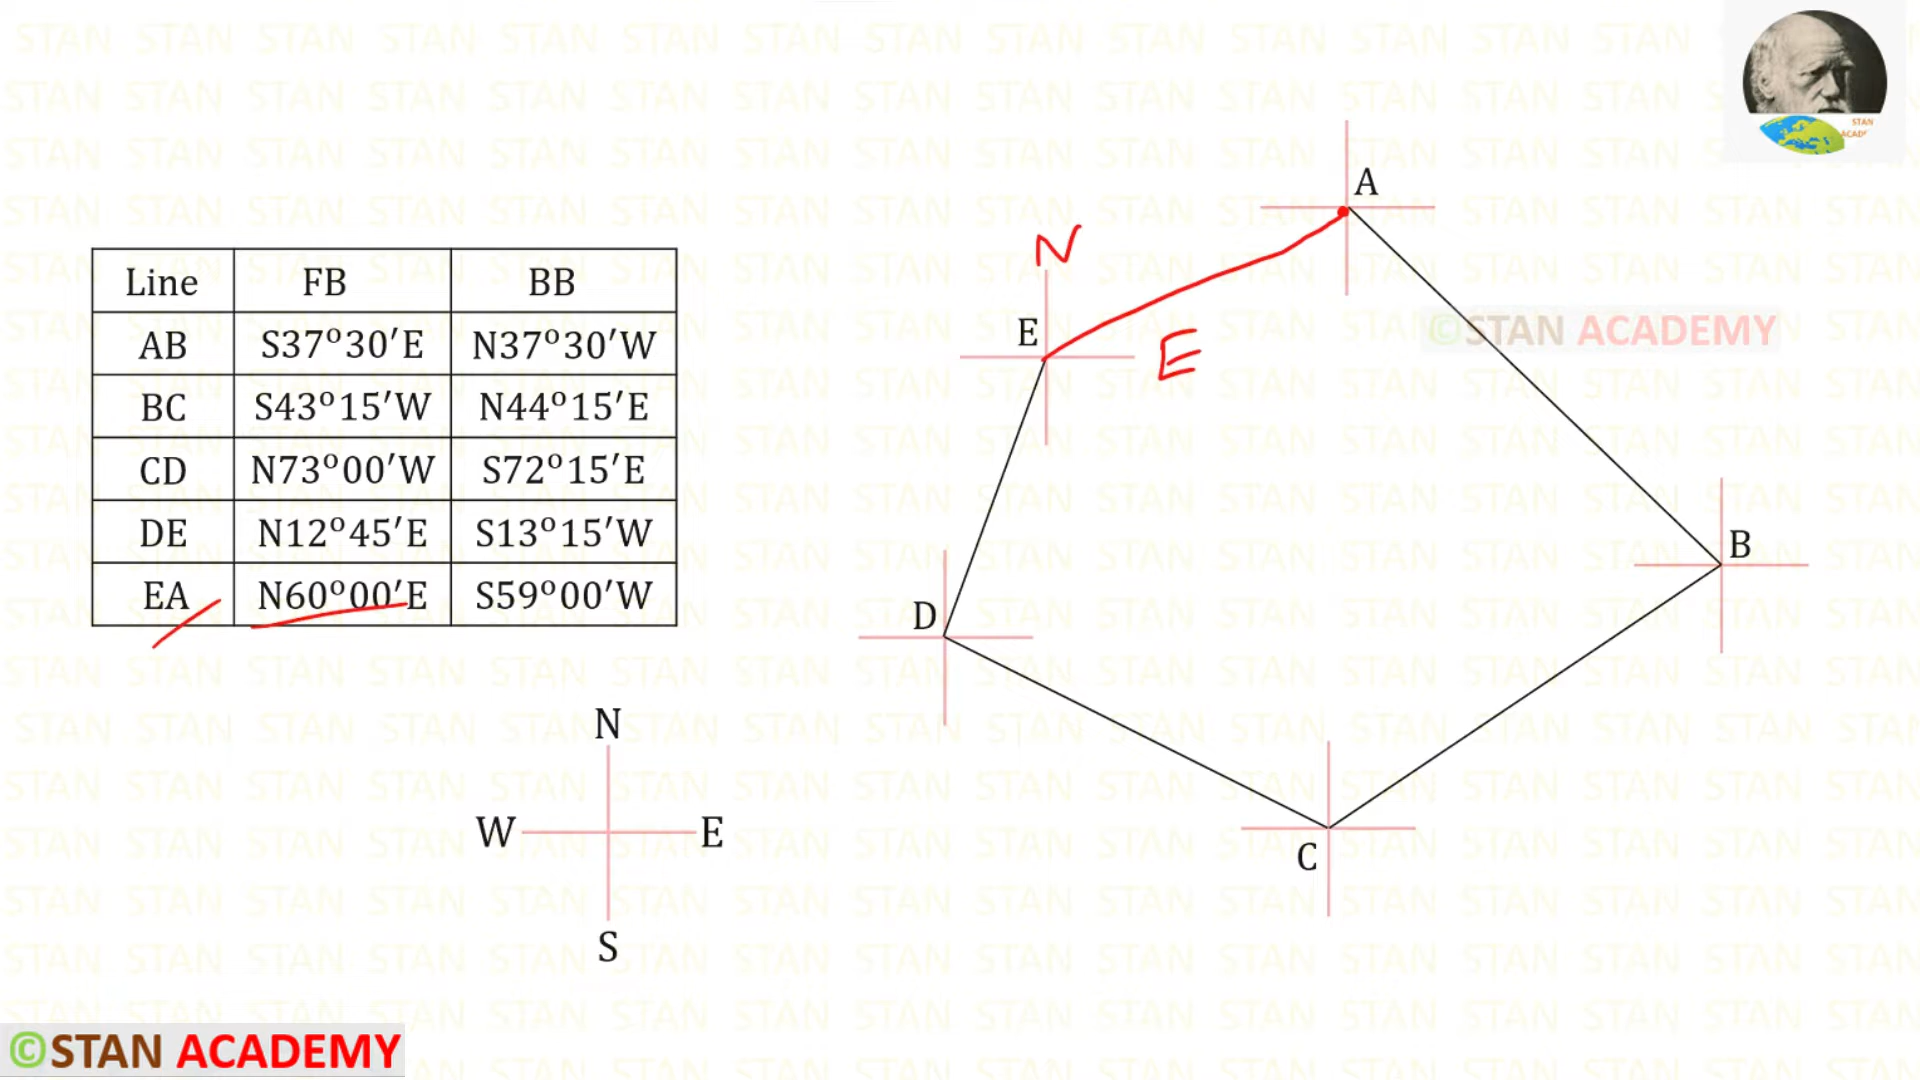 Line FB BB
AB S37°30′E N37°30′W
BC S43°15′W N44°15′E
CD N73°00′W S72°15′E
DE N12°45′E S13°15′W
EA N60°00′E S59°00′W
N
W E
S
A
N
E
E
B
D
C
STAN
©STAN ACADEMY
©STAN ACADEMY